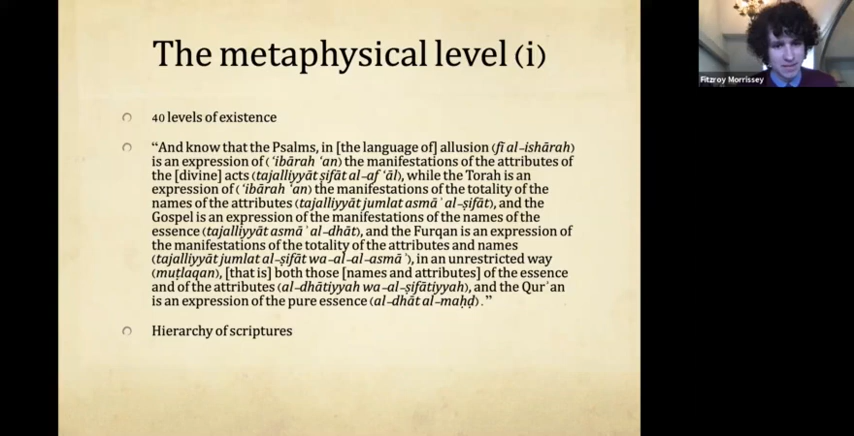 The metaphysical level (i)
Fitzroy Morrissey
40 levels of existence
“And know that the Psalms, in [the language of] allusion (fī al-ishārah)
is an expression of (ʿibārah ʿan) the manifestations of the attributes of
the [divine] acts (tajalliyyāt ṣifāt al-afʿāl), while the Torah is an
expression of (ʿibārah ʿan) the manifestations of the totality of the
names of the attributes (tajalliyyāt jumlat asmāʾ al-ṣifāt), and the
Gospel is an expression of the manifestations of the names of the
essence (tajalliyyāt asmāʾ al-dhāt), and the Furqan is an expression of
the manifestations of the totality of the attributes and names
(tajalliyyāt jumlat al-ṣifāt wa-al-al-asmāʾ), in an unrestricted way
(muṭlaqan), [that is] both those [names and attributes] of the essence
and of the attributes (al-dhātiyyah wa-al-ṣifātiyyah), and the Qurʾan
is an expression of the pure essence (al-dhāt al-maḥḍ).”
Hierarchy of scriptures